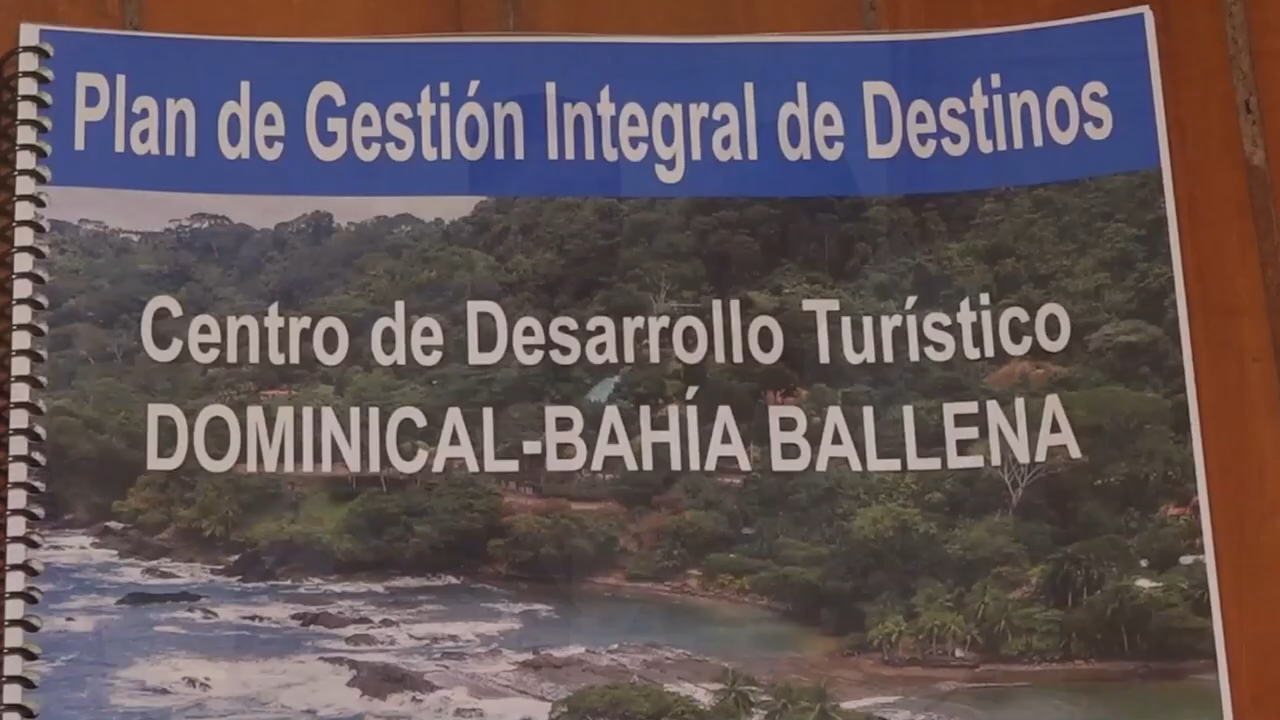 Plan de Gestión Integral de Destinos
Centro de Desarrollo Turístico
DOMINICAL-BAHÍA BALLENA